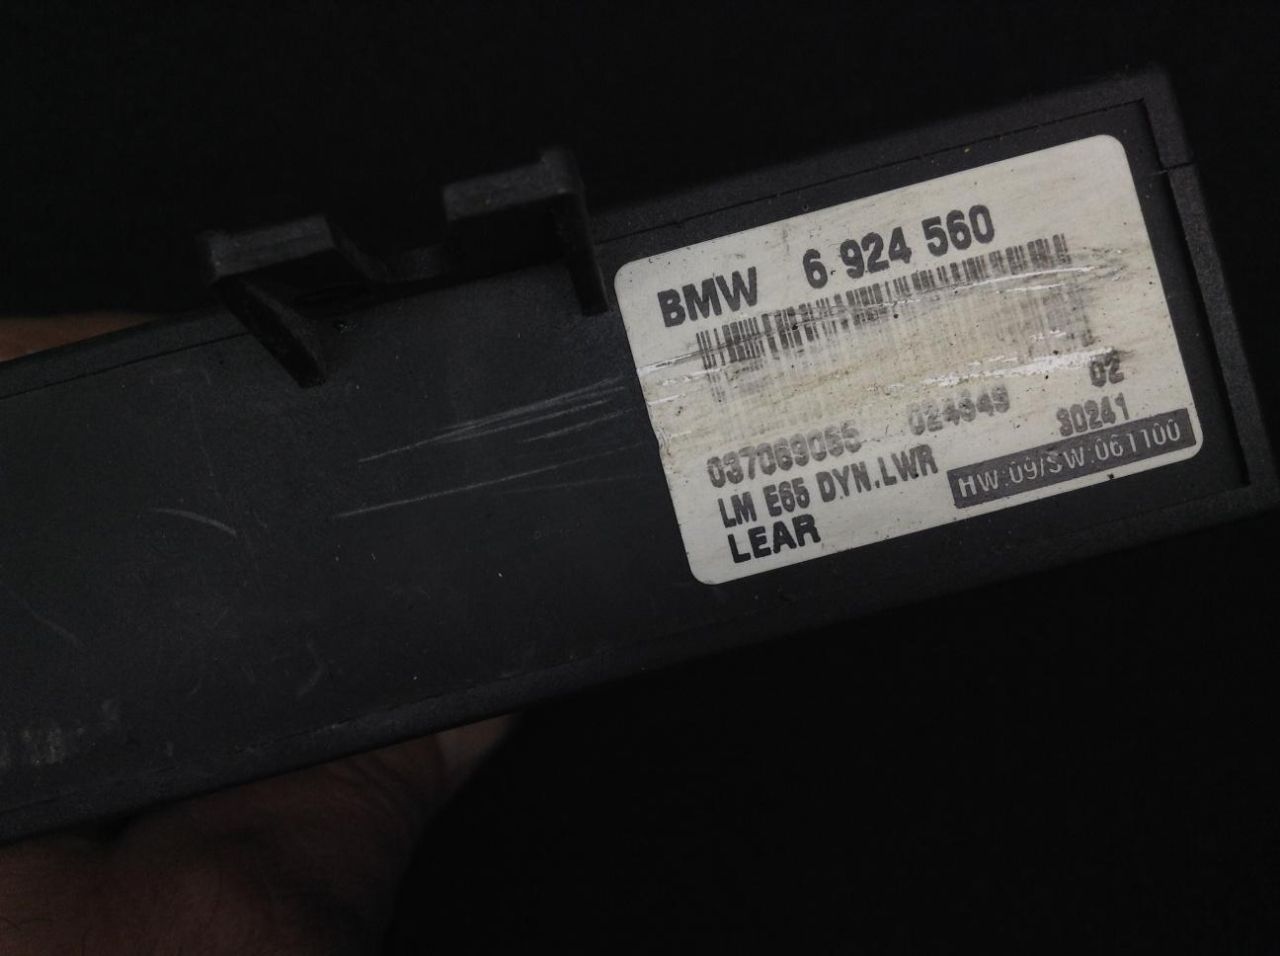 BMW 6 924 560
037069055 024949 02
LM E65 DYN.LWR 30241
LEAR HW:09/SW:061100